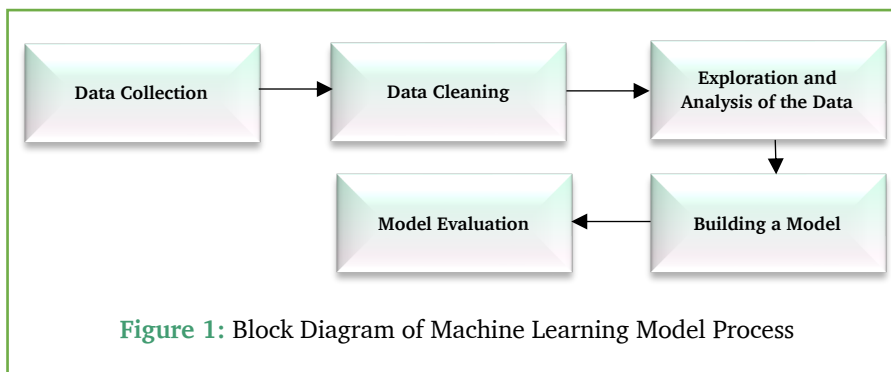 Data Collection
Data Cleaning
Exploration and
Analysis of the Data
Building a Model
Model Evaluation
Figure 1: Block Diagram of Machine Learning Model Process